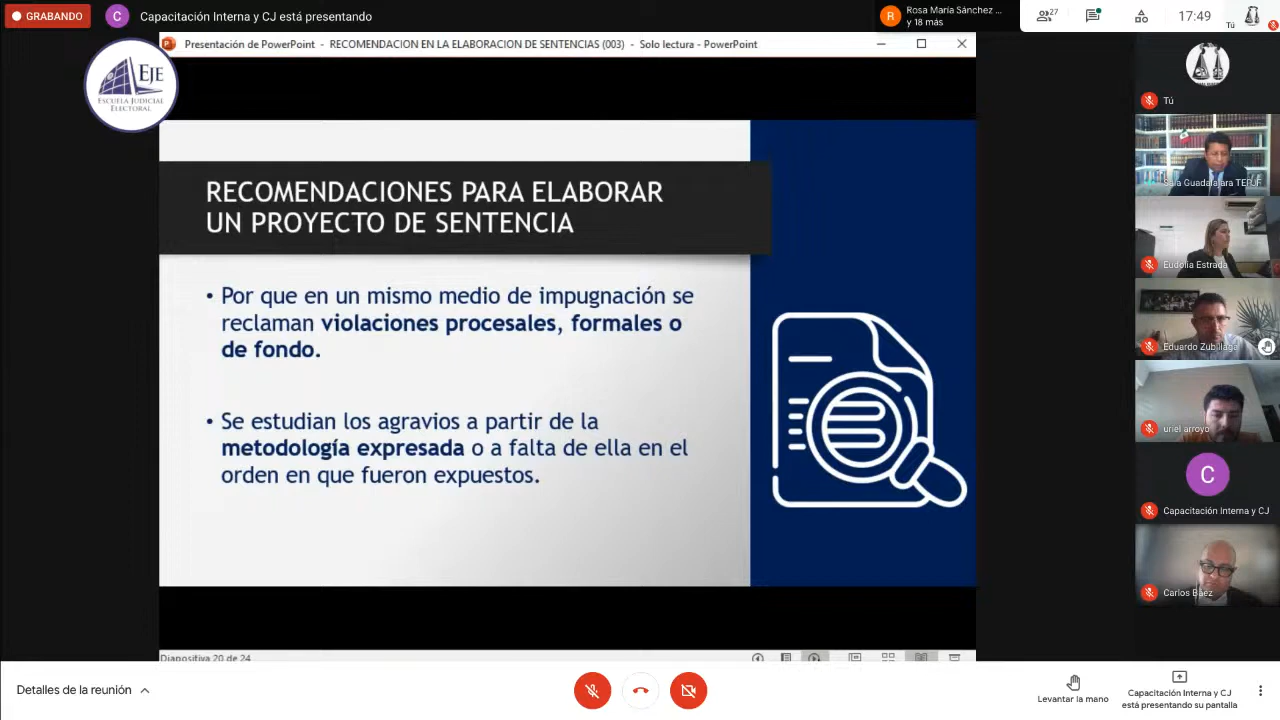 GRABANDO
C
Capacitación Interna y CJ está presentando
R
Rosa María Sánchez ...
y 18 más
27
17:49
Tú
Presentación de PowerPoint - RECOMENDACION EN LA ELABORACION DE SENTENCIAS (003) - Solo lectura - PowerPoint
EJE
ESCUELA JUDICIAL
ELECTORAL
RECOMENDACIONES PARA ELABORAR
UN PROYECTO DE SENTENCIA
• Por que en un mismo medio de impugnación se
reclaman violaciones procesales, formales o
de fondo.
• Se estudian los agravios a partir de la
metodología expresada o a falta de ella en el
orden en que fueron expuestos.
Diapositiva 20 de 24
Tú
Sala Guadalajara TEPJF
Eudolia Estrada
Eduardo Zubillaga
uriel arroyo
C
Capacitación Interna y CJ
Carlos Báez
Detalles de la reunión
Levantar la mano
Capacitación Interna y CJ
está presentando su pantalla